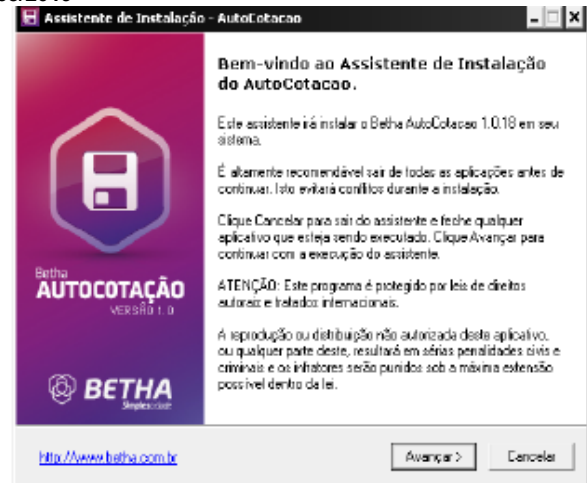 Assistente de Instalação - AutoCotacao
Bem-vindo ao Assistente de Instalação
do AutoCotacao.
Este assistente irá instalar o Betha AutoCotacao 1.0.18 em seu
sistema.
É altamente recomendável sair de todas as aplicações antes de
continuar. Isto evitará conflitos durante a instalação.
Clique Cancelar para sair do assistente e feche qualquer
aplicativo que esteja sendo executado. Clique Avançar para
continuar com a execução do assistente.
Betha
AUTOCOTAÇÃO
VERSÃO 1.0
ATENÇÃO: Este programa é protegido por leis de direitos
autorais e tratados internacionais.
A reprodução ou distribuição não autorizada deste aplicativo,
ou qualquer parte deste, resultará em sérias penalidades civis e
criminais e os infratores serão punidos sob a máxima extensão
possível dentro da lei.
BETHA
http://www.betha.com.br
Avançar >
Cancelar